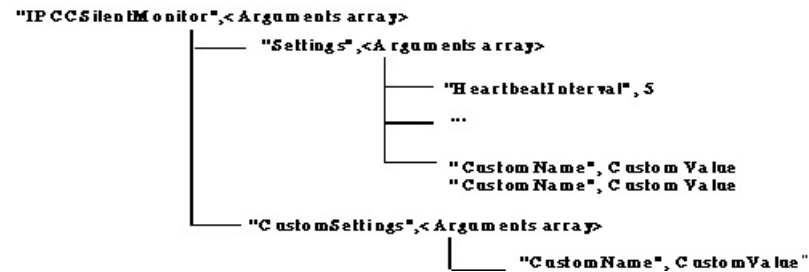 "IPCCSilentMonitor",<Arguments array>
"Settings",<Arguments array>
"HeartbeatInterval", 5
...
"CustomName", Custom Value
"CustomName", Custom Value
"CustomSettings",<Arguments array>
"CustomName", CustomValue"